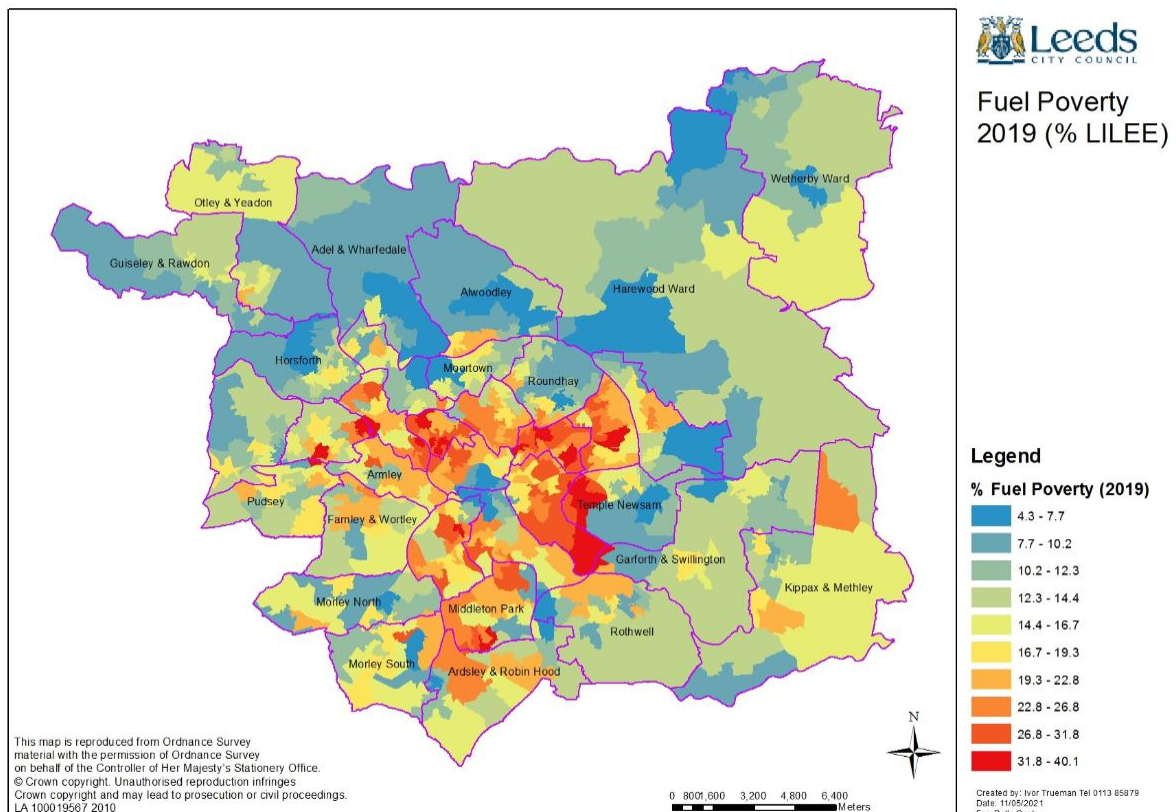 Leeds
CITY COUNCIL
Fuel Poverty
2019 (% LILEE)
Wetherby Ward
Otley & Yeadon
Adel & Wharfedale
Guiseley & Rawdon
Alwoodley
Harewood Ward
Horsforth
Moortown
Roundhay
Armley
Pudsey
Temple Newsam
Farnley & Wortley
Garforth & Swillington
Kippax & Methley
Morley North
Middleton Park
Rothwell
Morley South
Ardsley & Robin Hood
Legend
% Fuel Poverty (2019)
4.3 - 7.7
7.7 - 10.2
10.2 - 12.3
12.3 - 14.4
14.4 - 16.7
16.7 - 19.3
19.3 - 22.8
22.8 - 26.8
26.8 - 31.8
31.8 - 40.1
N
This map is reproduced from Ordnance Survey
material with the permission of Ordnance Survey
on behalf of the Controller of Her Majesty's Stationery Office.
© Crown copyright. Unauthorised reproduction infringes
Crown copyright and may lead to prosecution or civil proceedings.
LA 100019567 2010
0 800 1,600 3,200 4,800 6,400
Meters
Created by: Ivor Trueman Tel 0113 85879
Date: 11/05/2021